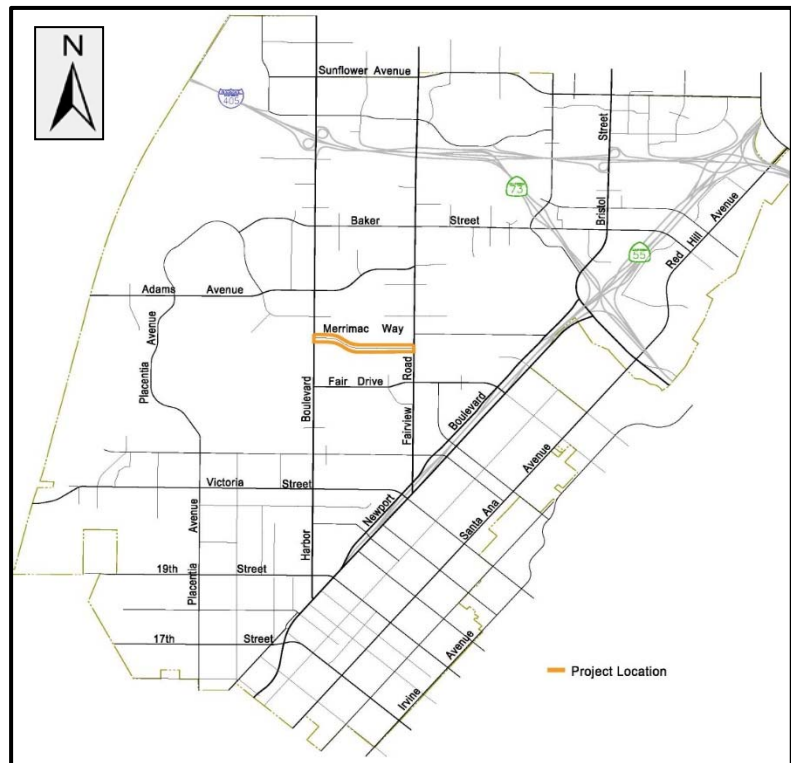 N
Sunflower Avenue
405
Bristol Street
73
Red Hill Avenue
Baker Street
55
Adams Avenue
Placentia Avenue
Merrimac Way
Harbor Boulevard
Fair Drive
Fairview Road
Newport Boulevard
Victoria Street
Santa Ana Avenue
Placentia Avenue
19th Street
17th Street
Irvine Avenue
Project Location